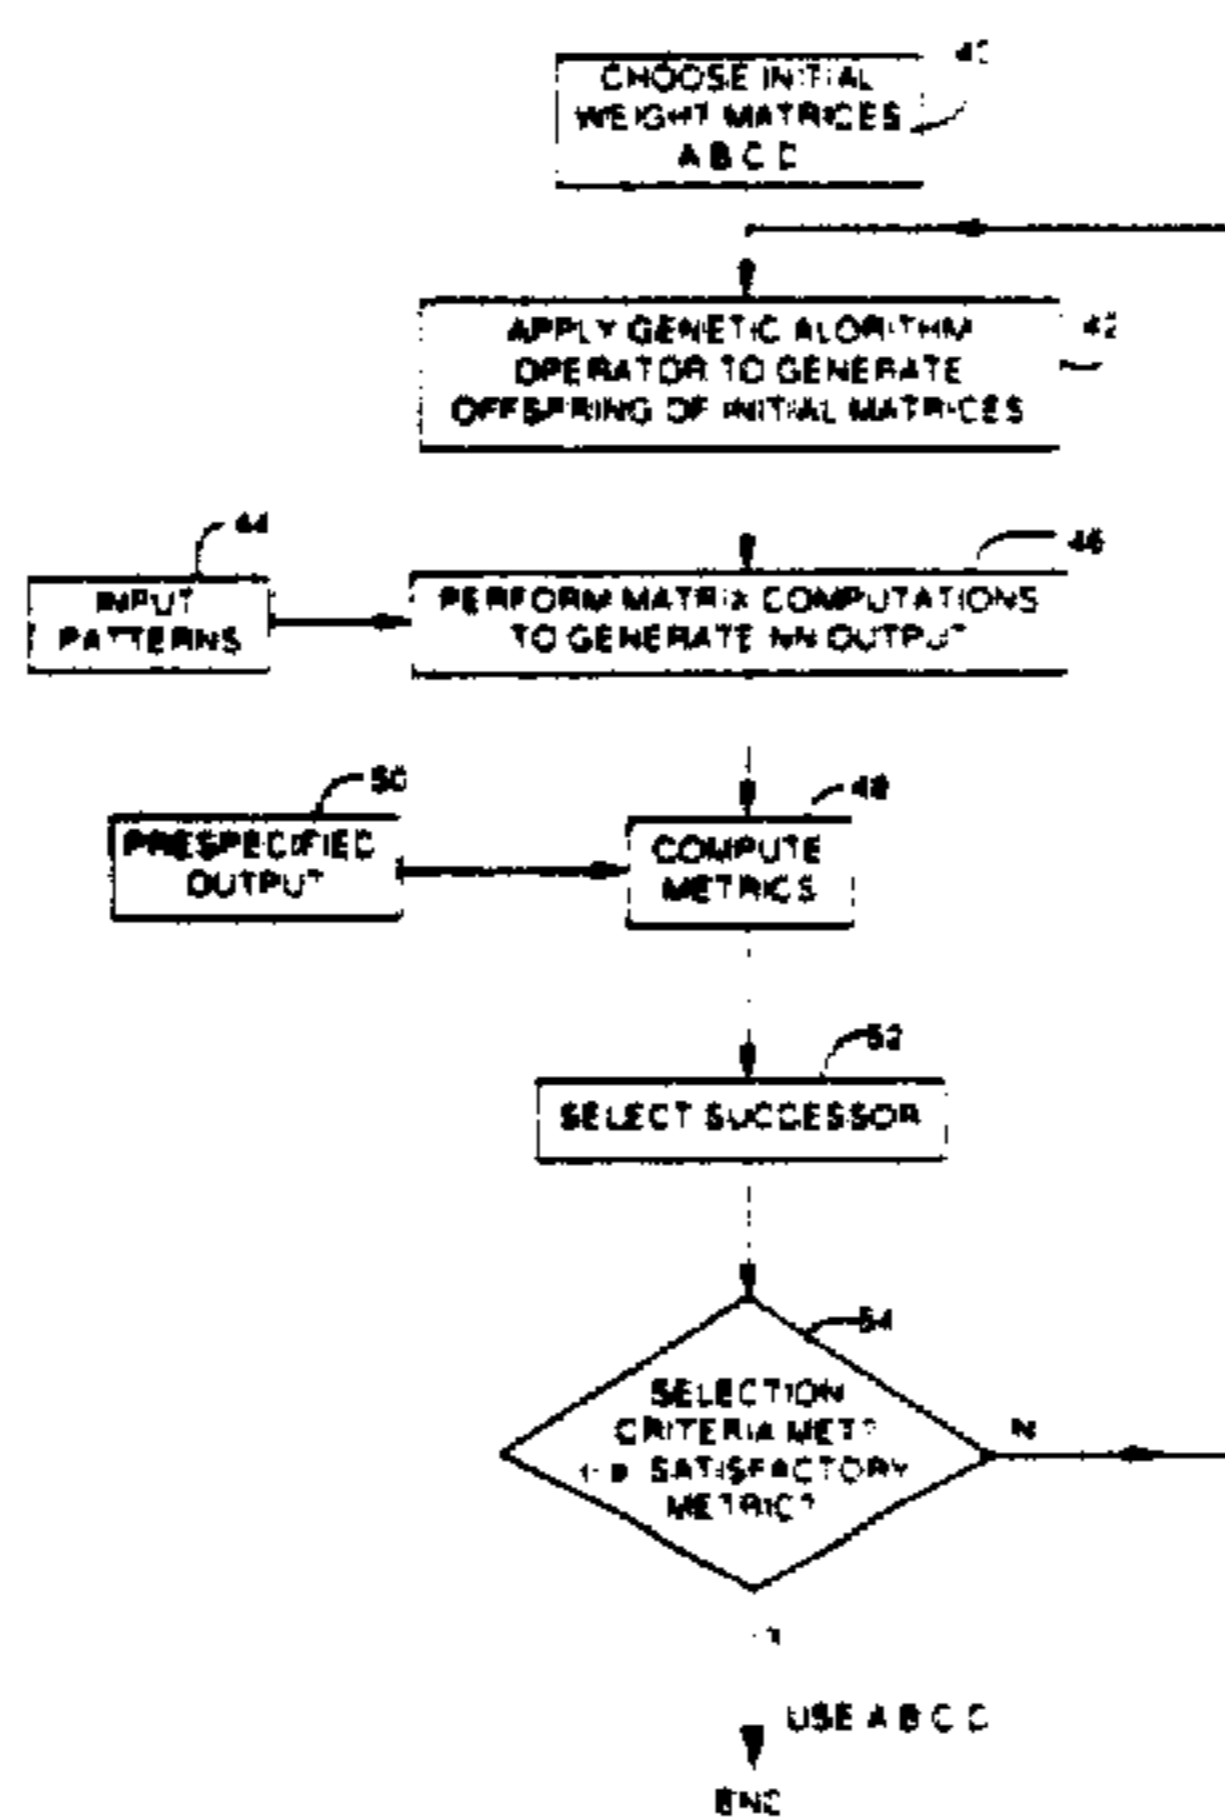 CHOOSE INITIAL
WEIGHT MATRICES
A B C
42
APPLY GENETIC ALORITHM
OPERATOR TO GENERATE
OFFSPRING OF INITIAL MATRICES
44
46
INPUT
PATTERNS
PERFORM MATRIX COMPUTATIONS
TO GENERATE NN OUTPUT
50
48
PRESPECIFIED
OUTPUT
COMPUTE
METRICS
52
SELECT SUCCESSOR
54
SELECTION
CRITERIA MET?
SATISFACTORY
METRIC?
N
USE A B C
END